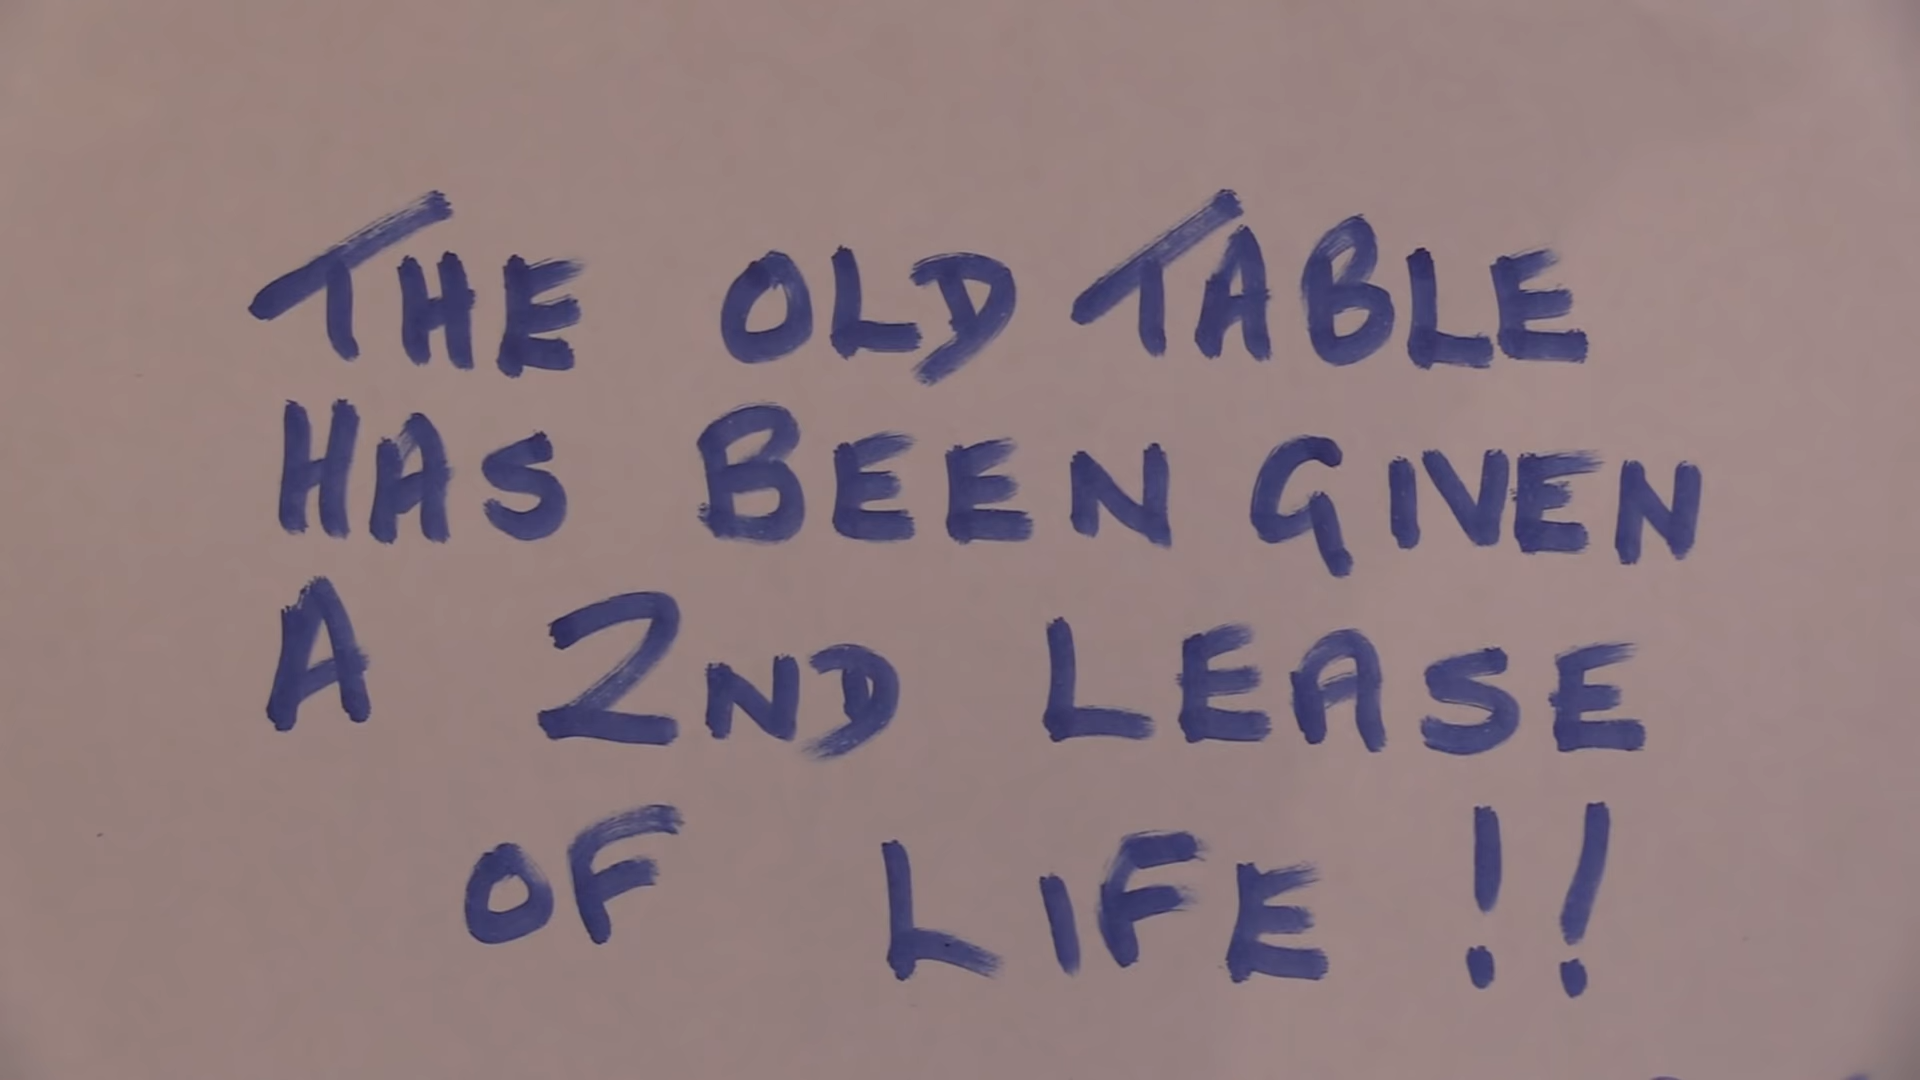 THE OLD TABLE
HAS BEEN GIVEN
A 2ND LEASE
OF LIFE !!